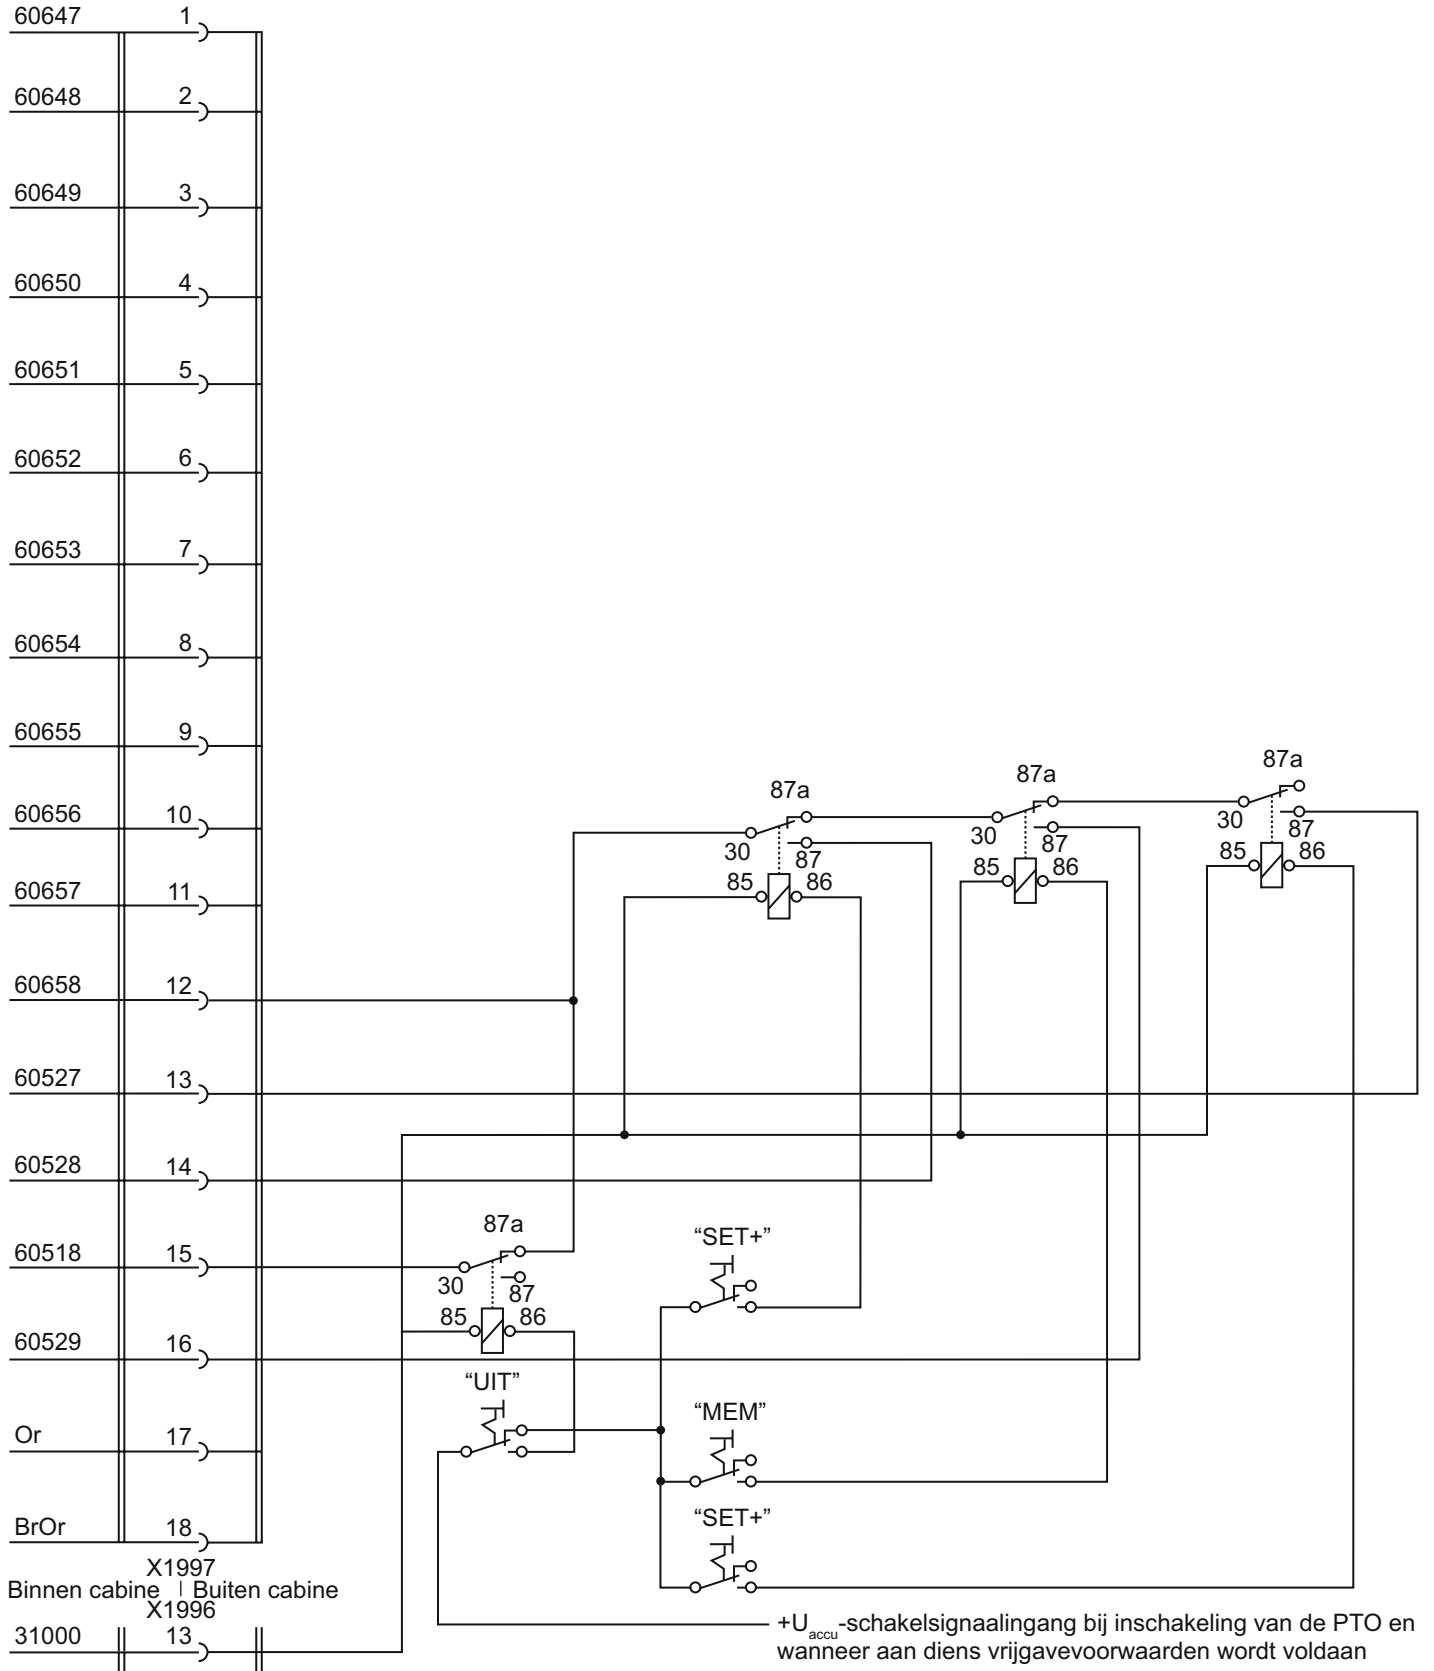 60647 1
60648 2
60649 3
60650 4
60651 5
60652 6
60653 7
60654 8
60655 9
87a
87a
87a
30 87
30 87
30 87
85 86
85 86
85 86
60656 10
60657 11
60658 12
60527 13
60528 14
60518 15
87a
30 87
85 86
“SET+”
60529 16
“UIT”
“MEM”
Or 17
“SET+”
BrOr 18
X1997
Binnen cabine | Buiten cabine
X1996
31000 13
+Uaccu-schakelsignaalingang bij inschakeling van de PTO en
wanneer aan diens vrijgavevoorwaarden wordt voldaan